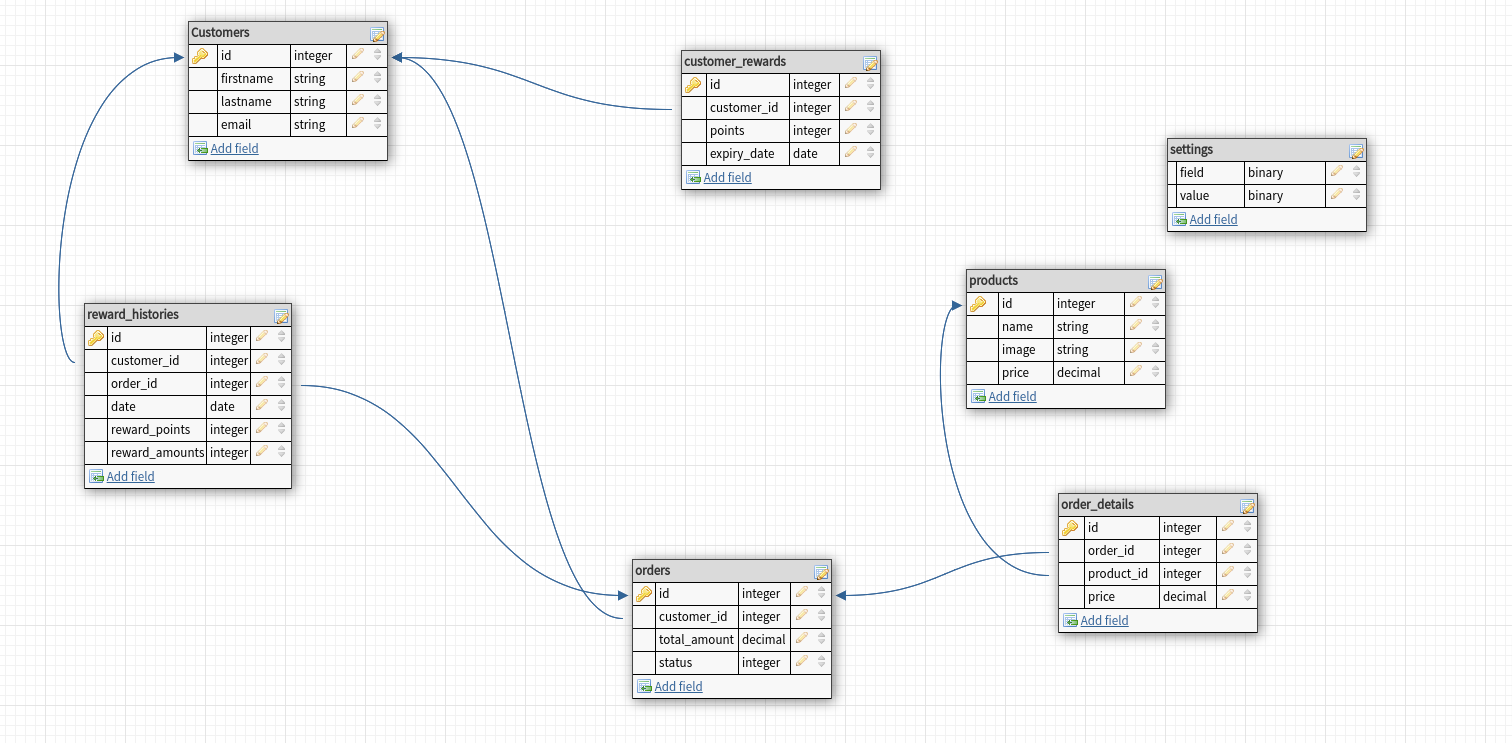 Customers
id integer
firstname string
lastname string
email string
Add field
customer_rewards
id integer
customer_id integer
points integer
expiry_date date
Add field
settings
field binary
value binary
Add field
products
id integer
name string
image string
price decimal
Add field
reward_histories
id integer
customer_id integer
order_id integer
date date
reward_points integer
reward_amounts integer
Add field
order_details
id integer
order_id integer
product_id integer
price decimal
Add field
orders
id integer
customer_id integer
total_amount decimal
status integer
Add field